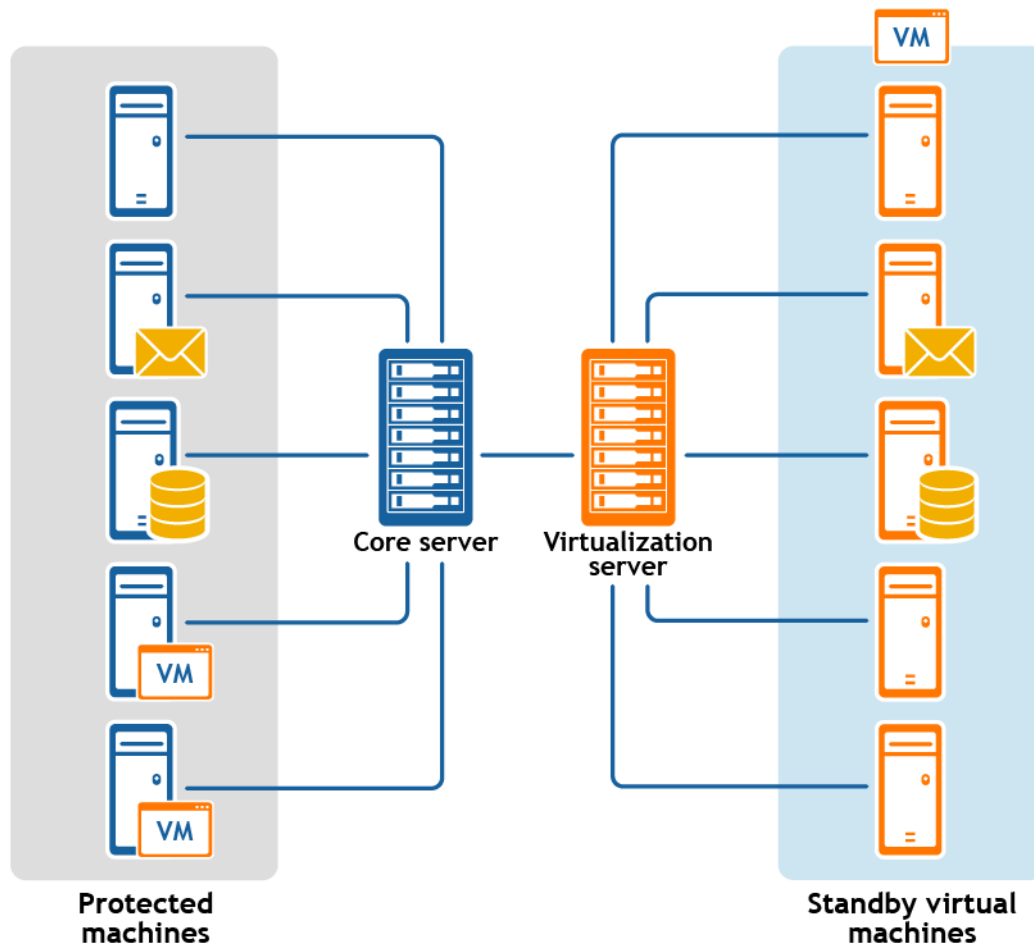 VM
Core server
Virtualization
server
VM
VM
Protected
machines
Standby virtual
machines